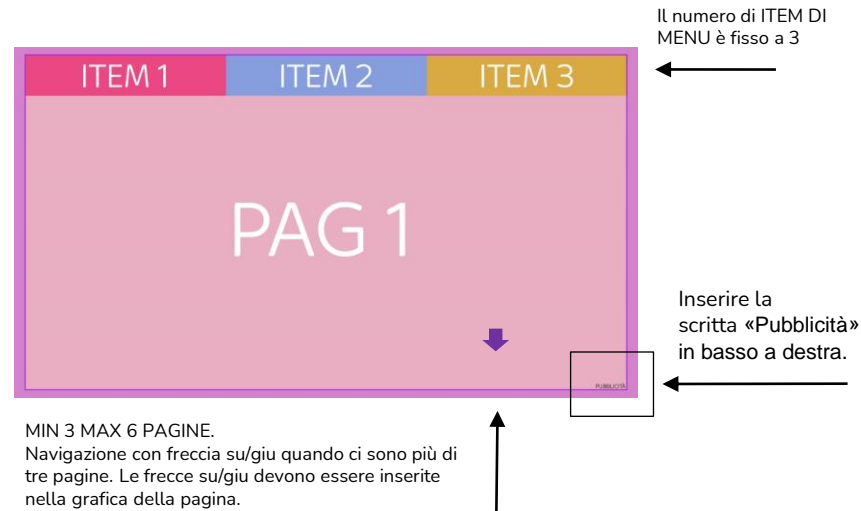 Il numero di ITEM DI
MENU è fisso a 3
ITEM 1
ITEM 2
ITEM 3
PAG 1
Inserire la
scritta «Pubblicità»
in basso a destra.
PUBBLICITÀ
MIN 3 MAX 6 PAGINE.
Navigazione con freccia su/giu quando ci sono più di
tre pagine. Le frecce su/giu devono essere inserite
nella grafica della pagina.